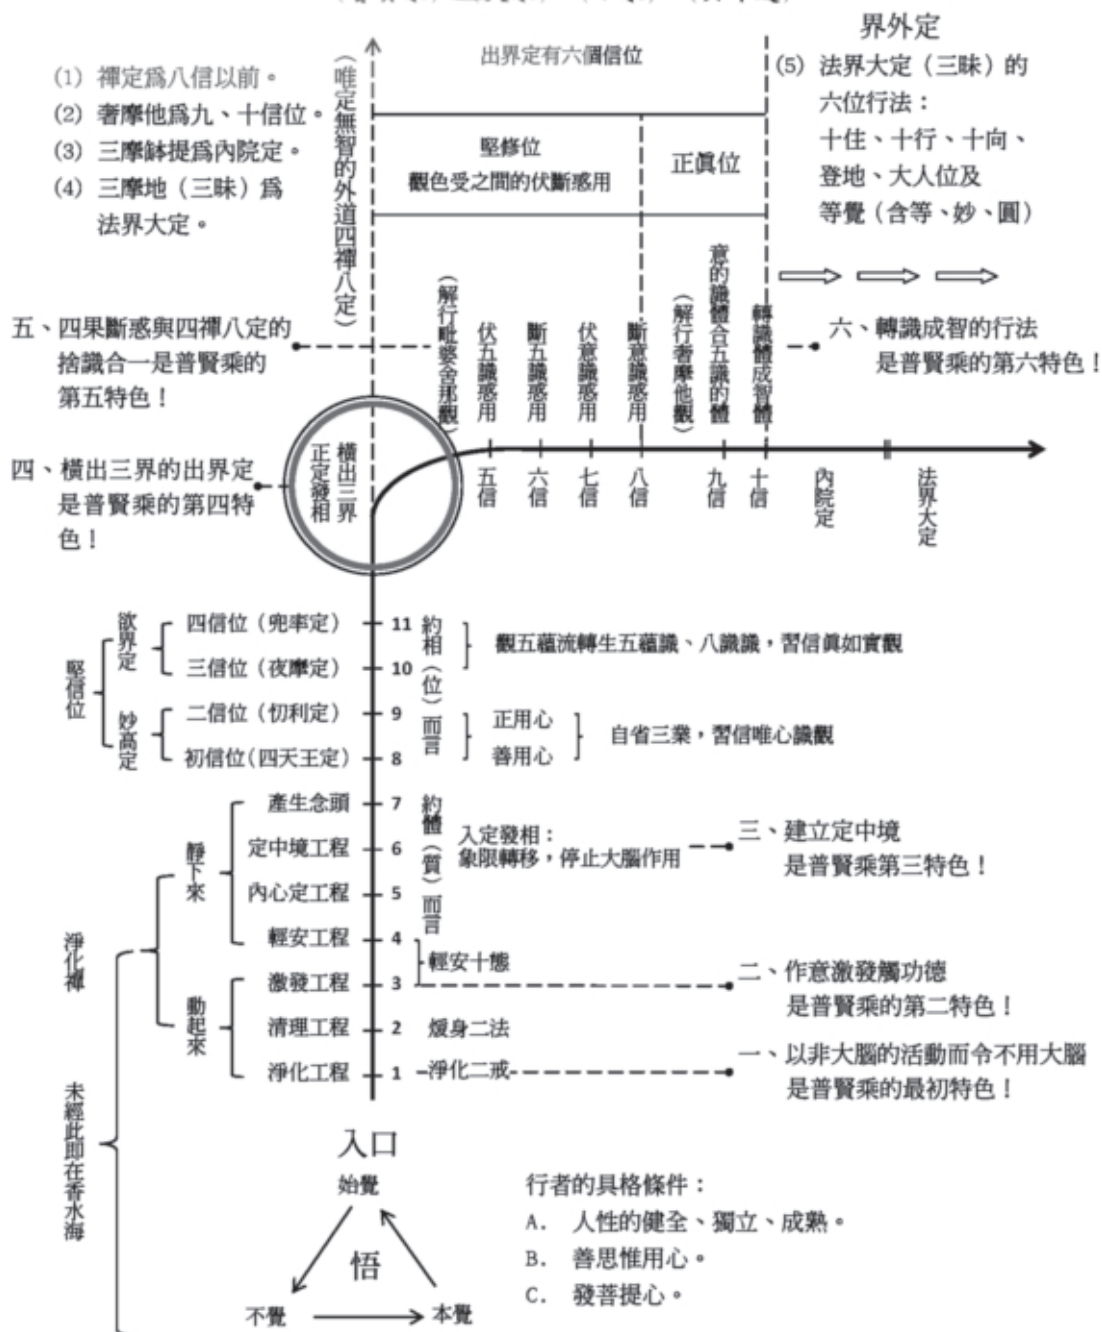 界外定
出界定有六個信位
(1) 禪定爲八信以前。
(2) 奢摩他爲九、十信位。
(3) 三摩鉢提爲內院定。
(4) 三摩地（三昧）爲
法界大定。
（唯定無智的外道四禪八定）
(5) 法界大定（三昧）的
六位行法：
十住、十行、十向、
登地、大人位及
等覺（含等、妙、圓）
堅修位
觀色受之間的伏斷惑用
正眞位
五、四果斷惑與四禪八定的
捨識合一是普賢乘的
第五特色！
（解行毗婆舍那觀）
伏五識惑用
斷五識惑用
伏意識惑用
斷意識惑用
（解行奢摩他觀）
意的識體合五識的體
轉識體成智體
六、轉識成智的行法
是普賢乘的第六特色！
四、橫出三界的出界定
是普賢乘的第四特
色！
橫出三界
正定發相
五信
六信
七信
八信
九信
十信
內院定
法界大定
堅信位
欲界定
四信位（兜率定）
11
三信位（夜摩定）
10
妙高定
二信位（忉利定）
9
初信位(四天王定)
8
約相（位）而言
觀五蘊流轉生五蘊識、八識識，習信眞如實觀
正用心
善用心
自省三業，習信唯心識觀
淨化禪
靜下來
產生念頭
7
定中境工程
6
內心定工程
5
輕安工程
4
約體（質）而言
入定發相：
象限轉移，停止大腦作用
三、建立定中境
是普賢乘第三特色！
動起來
激發工程
3
輕安十態
清理工程
2
煖身二法
淨化工程
1
淨化二戒
二、作意激發觸功德
是普賢乘的第二特色！
一、以非大腦的活動而令不用大腦
是普賢乘的最初特色！
未經此即在香水海
入口
始覺
悟
不覺
本覺
行者的具格條件：
A. 人性的健全、獨立、成熟。
B. 善思惟用心。
C. 發菩提心。